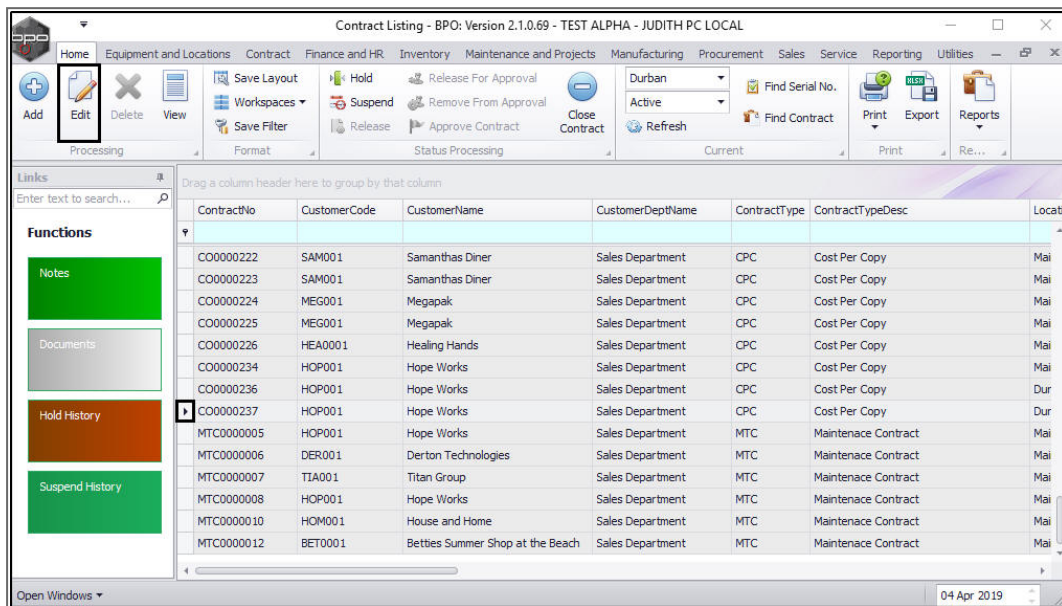 Contract Listing - BPO: Version 2.1.0.69 - TEST ALPHA - JUDITH PC LOCAL
bpo
Home Equipment and Locations Contract Finance and HR Inventory Maintenance and Projects Manufacturing Procurement Sales Service Reporting Utilities
Save Layout Hold Release For Approval Durban Find Serial No.
Add Edit Delete View Workspaces Suspend Remove From Approval Close Contract Active Find Contract Print Export Reports
Save Filter Release Approve Contract Refresh
Processing Format Status Processing Current Print Re...
Links
Drag a column header here to group by that column
Enter text to search...
ContractNo CustomerCode CustomerName CustomerDeptName ContractType ContractTypeDesc Locati
Functions
CO0000222 SAM001 Samanthas Diner Sales Department CPC Cost Per Copy Mai
Notes
CO0000223 SAM001 Samanthas Diner Sales Department CPC Cost Per Copy Mai
CO0000224 MEG001 Megapak Sales Department CPC Cost Per Copy Mai
CO0000225 MEG001 Megapak Sales Department CPC Cost Per Copy Mai
Documents
CO0000226 HEA0001 Healing Hands Sales Department CPC Cost Per Copy Mai
CO0000234 HOP001 Hope Works Sales Department CPC Cost Per Copy Mai
CO0000236 HOP001 Hope Works Sales Department CPC Cost Per Copy Dur
Hold History
CO0000237 HOP001 Hope Works Sales Department CPC Cost Per Copy Dur
MTC0000005 HOP001 Hope Works Sales Department MTC Maintenace Contract Mai
MTC0000006 DER001 Derton Technologies Sales Department MTC Maintenace Contract Mai
MTC0000007 TIA001 Titan Group Sales Department MTC Maintenace Contract Mai
Suspend History
MTC0000008 HOP001 Hope Works Sales Department MTC Maintenace Contract Mai
MTC0000010 HOM001 House and Home Sales Department MTC Maintenace Contract Mai
MTC0000012 BET0001 Betties Summer Shop at the Beach Sales Department MTC Maintenace Contract Mai
Open Windows 04 Apr 2019